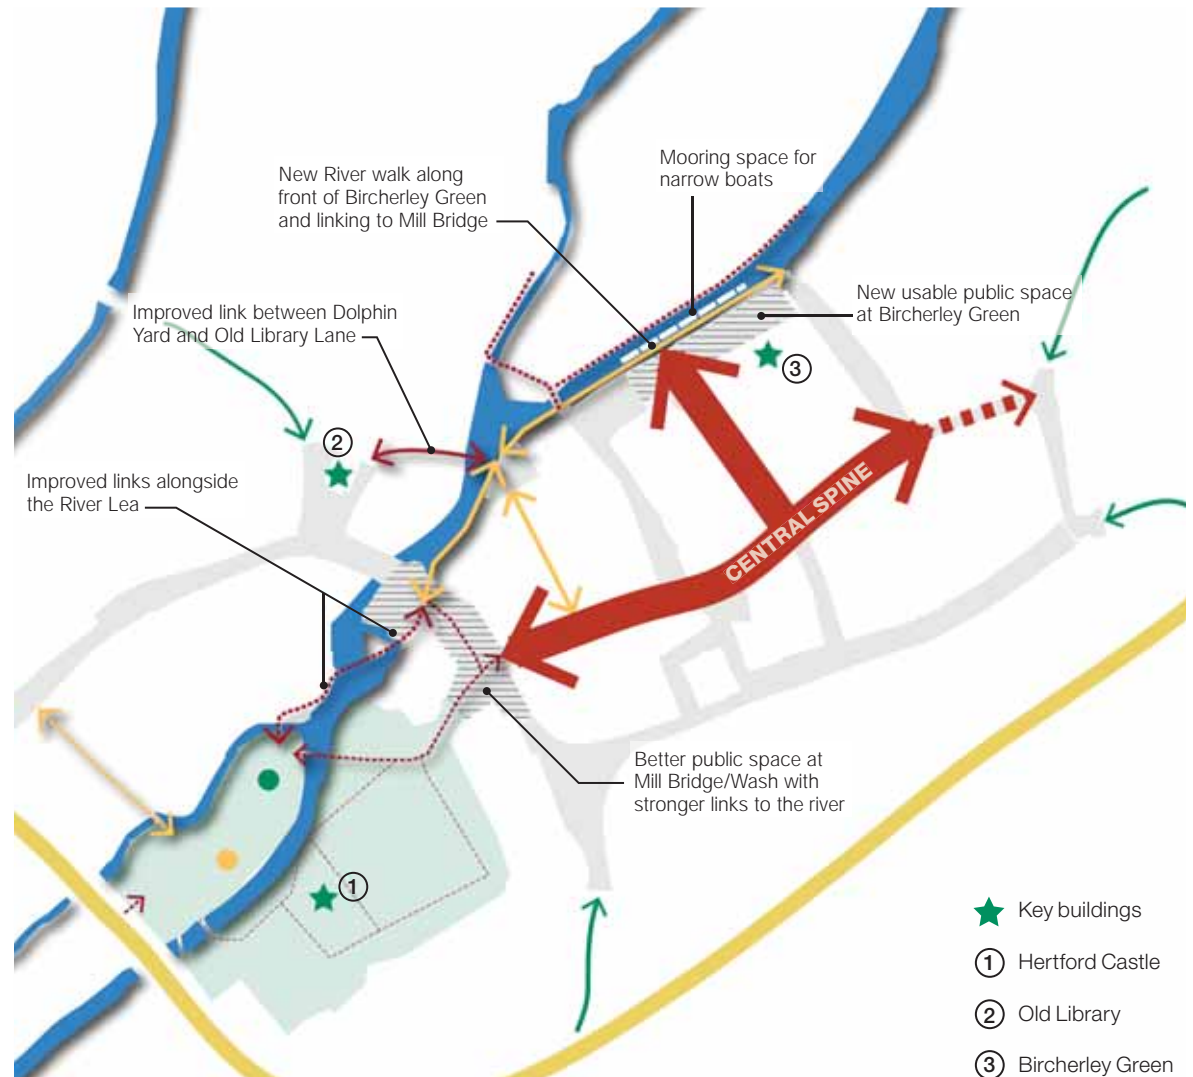 Mooring space for
narrow boats
New River walk along
front of Bircherley Green
and linking to Mill Bridge
New usable public space
at Bircherley Green
Improved link between Dolphin
Yard and Old Library Lane
3
2
Improved links alongside
the River Lea
CENTRAL SPINE
Better public space at
Mill Bridge/Wash with
stronger links to the river
1
Key buildings
1 Hertford Castle
2 Old Library
3 Bircherley Green